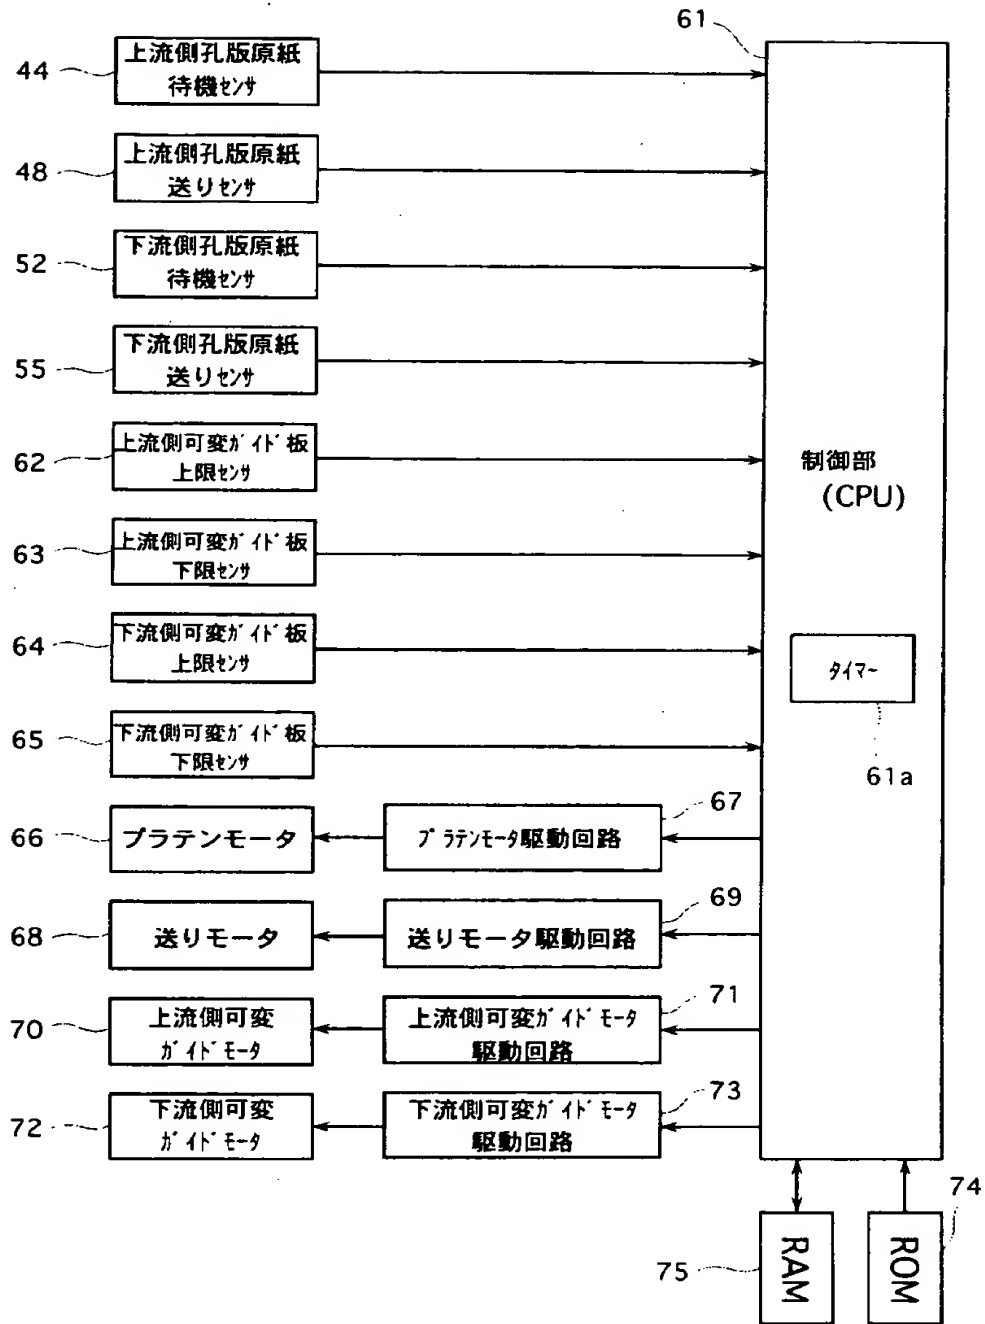 61
44
上流側孔版原紙
待機センサ
48
上流側孔版原紙
送りセンサ
52
下流側孔版原紙
待機センサ
55
下流側孔版原紙
送りセンサ
62
上流側可変ガイド板
上限センサ
63
上流側可変ガイド板
下限センサ
64
下流側可変ガイド板
上限センサ
65
下流側可変ガイド板
下限センサ
制御部
(CPU)
タイマー
61a
66
プラテンモータ
プラテンモータ駆動回路
67
68
送りモータ
送りモータ駆動回路
69
70
上流側可変
ガイドモータ
上流側可変ガイドモータ
駆動回路
71
72
下流側可変
ガイドモータ
下流側可変ガイドモータ
駆動回路
73
75
RAM
ROM
74